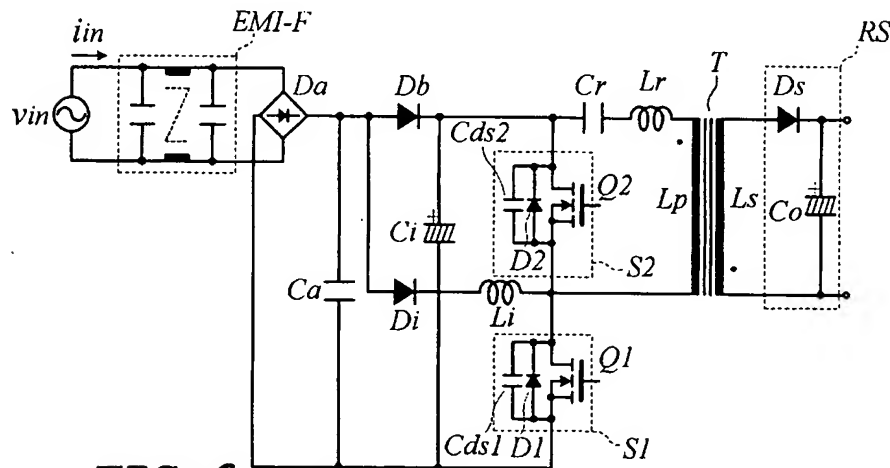 EMI-F
iin
vin
Da
Db
Cr
Lr
T
RS
Ds
Cds2
Q2
Lp
Ls
Co
Ci
D2
S2
Ca
Di
Li
Q1
Cds1
D1
S1